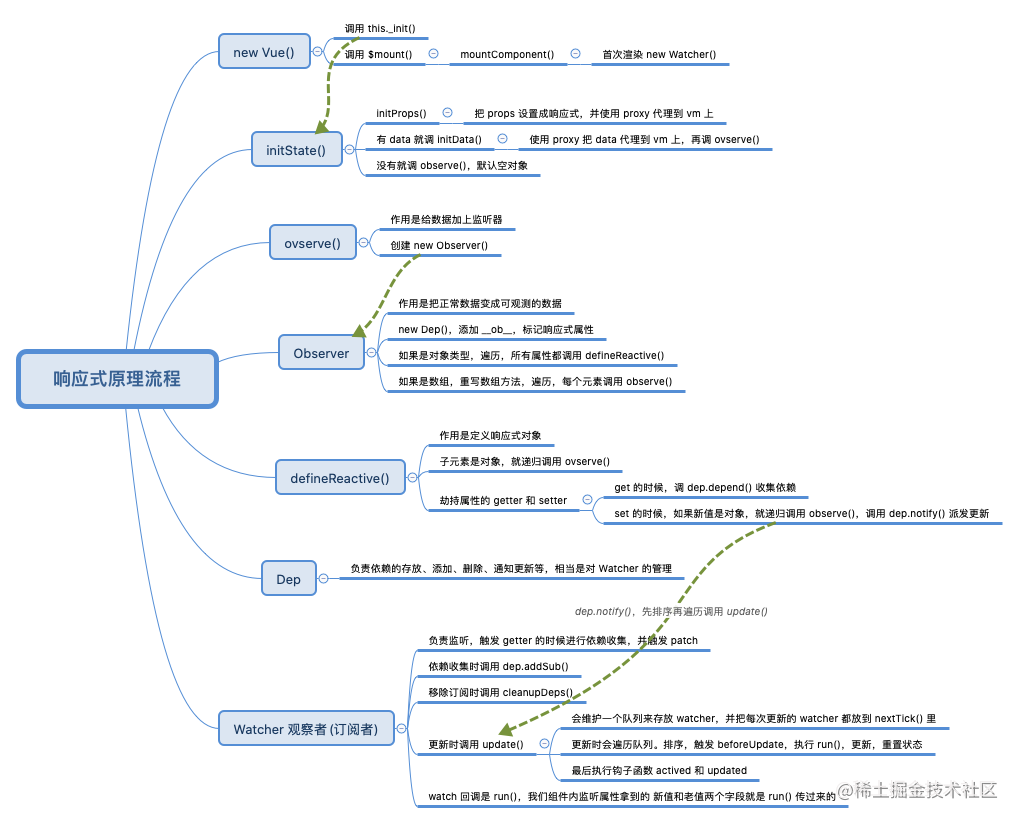 响应式原理流程
new Vue()
调用 this._init()
调用 $mount()
mountComponent()
首次渲染 new Watcher()
initState()
initProps()
把 props 设置成响应式，并使用 proxy 代理到 vm 上
有 data 就调 initData()
使用 proxy 把 data 代理到 vm 上，再调 ovserve()
没有就调 observe()，默认空对象
ovserve()
作用是给数据加上监听器
创建 new Observer()
Observer
作用是把正常数据变成可观测的数据
new Dep()，添加 __ob__，标记响应式属性
如果是对象类型，遍历，所有属性都调用 defineReactive()
如果是数组，重写数组方法，遍历，每个元素调用 observe()
defineReactive()
作用是定义响应式对象
子元素是对象，就递归调用 ovserve()
劫持属性的 getter 和 setter
get 的时候，调 dep.depend() 收集依赖
set 的时候，如果新值是对象，就递归调用 observe()，调用 dep.notify() 派发更新
Dep
负责依赖的存放、添加、删除、通知更新等，相当是对 Watcher 的管理
dep.notify()，先排序再遍历调用 update()
Watcher 观察者 (订阅者)
负责监听，触发 getter 的时候进行依赖收集，并触发 patch
依赖收集时调用 dep.addSub()
移除订阅时调用 cleanupDeps()
更新时调用 update()
会维护一个队列来存放 watcher，并把每次更新的 watcher 都放到 nextTick() 里
更新时会遍历队列。排序，触发 beforeUpdate，执行 run()，更新，重置状态
最后执行钩子函数 actived 和 updated
watch 回调是 run()，我们组件内监听属性拿到的 新值和老值两个字段就是 run() 传过来的
@稀土掘金技术社区